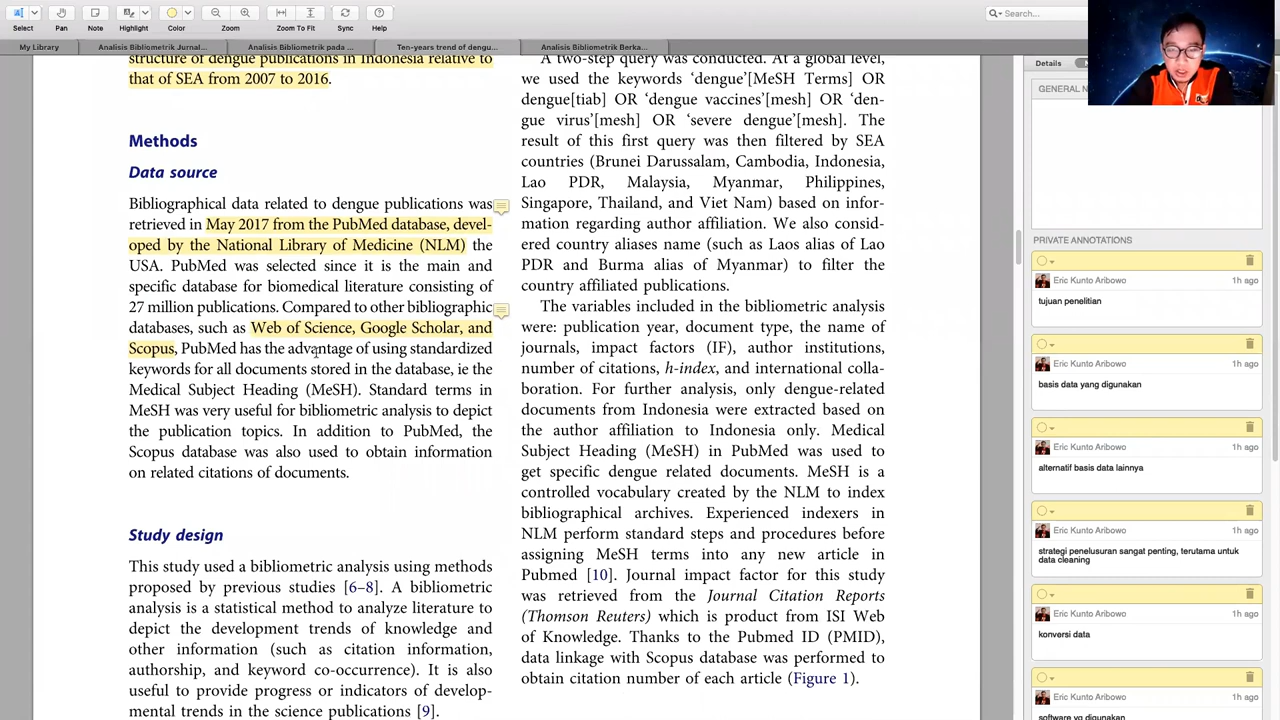 Select
Pan
Note
Highlight
Color
Zoom
Zoom To Fit
Sync
Help
Search...
My Library
Analisis Bibliometrik Jurnal...
Analisis Bibliometrik pada ...
Ten-years trend of dengu...
Analisis Bibliometrik Berka...
structure of dengue publications in Indonesia relative to
that of SEA from 2007 to 2016.
Methods
Data source
Bibliographical data related to dengue publications was
retrieved in May 2017 from the PubMed database, devel-
oped by the National Library of Medicine (NLM) the
USA. PubMed was selected since it is the main and
specific database for biomedical literature consisting of
27 million publications. Compared to other bibliographic
databases, such as Web of Science, Google Scholar, and
Scopus, PubMed has the advantage of using standardized
keywords for all documents stored in the database, ie the
Medical Subject Heading (MeSH). Standard terms in
MeSH was very useful for bibliometric analysis to depict
the publication topics. In addition to PubMed, the
Scopus database was also used to obtain information
on related citations of documents.
Study design
This study used a bibliometric analysis using methods
proposed by previous studies [6–8]. A bibliometric
analysis is a statistical method to analyze literature to
depict the development trends of knowledge and
other information (such as citation information,
authorship, and keyword co-occurrence). It is also
useful to provide progress or indicators of develop-
mental trends in the science publications [9].
A two-step query was conducted. At a global level,
we used the keywords 'dengue'[MeSH Terms] OR
dengue[tiab] OR 'dengue vaccines'[mesh] OR 'den-
gue virus'[mesh] OR 'severe dengue'[mesh]. The
result of this first query was then filtered by SEA
countries (Brunei Darussalam, Cambodia, Indonesia,
Lao PDR, Malaysia, Myanmar, Philippines,
Singapore, Thailand, and Viet Nam) based on infor-
mation regarding author affiliation. We also consid-
ered country aliases name (such as Laos alias of Lao
PDR and Burma alias of Myanmar) to filter the
country affiliated publications.
The variables included in the bibliometric analysis
were: publication year, document type, the name of
journals, impact factors (IF), author institutions,
number of citations, h-index, and international colla-
boration. For further analysis, only dengue-related
documents from Indonesia were extracted based on
the author affiliation to Indonesia only. Medical
Subject Heading (MeSH) in PubMed was used to
get specific dengue related documents. MeSH is a
controlled vocabulary created by the NLM to index
bibliographical archives. Experienced indexers in
NLM perform standard steps and procedures before
assigning MeSH terms into any new article in
Pubmed [10]. Journal impact factor for this study
was retrieved from the Journal Citation Reports
(Thomson Reuters) which is product from ISI Web
of Knowledge. Thanks to the Pubmed ID (PMID),
data linkage with Scopus database was performed to
obtain citation number of each article (Figure 1).
Details
GENERAL N
PRIVATE ANNOTATIONS
Eric Kunto Aribowo 1h ago
tujuan penelitian
Eric Kunto Aribowo 1h ago
basis data yang digunakan
Eric Kunto Aribowo 1h ago
alternatif basis data lainnya
Eric Kunto Aribowo 1h ago
strategi penelusuran sangat penting, terutama untuk
data cleaning
Eric Kunto Aribowo 1h ago
konversi data
Eric Kunto Aribowo 1h ago
software yg digunakan